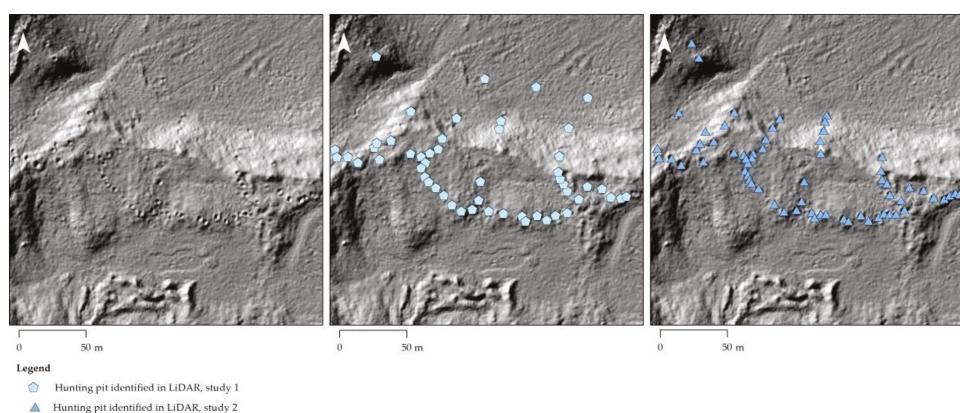 0 50 m 0 50 m 0 50 m
Legend
Hunting pit identified in LiDAR, study 1
Hunting pit identified in LiDAR, study 2